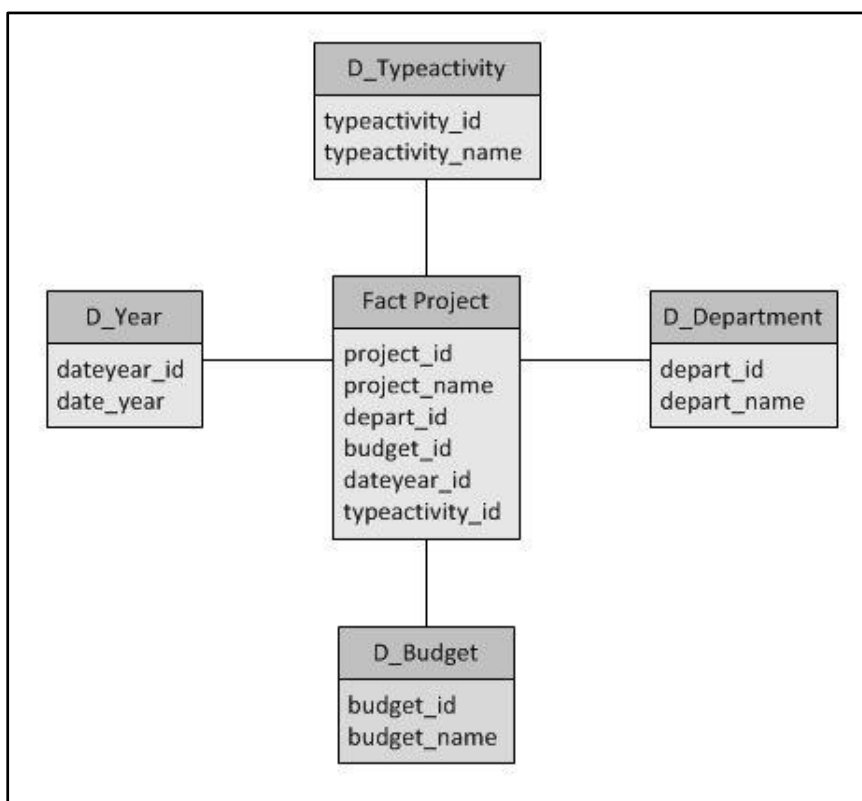 D_Typeactivity
typeactivity_id
typeactivity_name
D_Year
dateyear_id
date_year
Fact Project
project_id
project_name
depart_id
budget_id
dateyear_id
typeactivity_id
D_Department
depart_id
depart_name
D_Budget
budget_id
budget_name